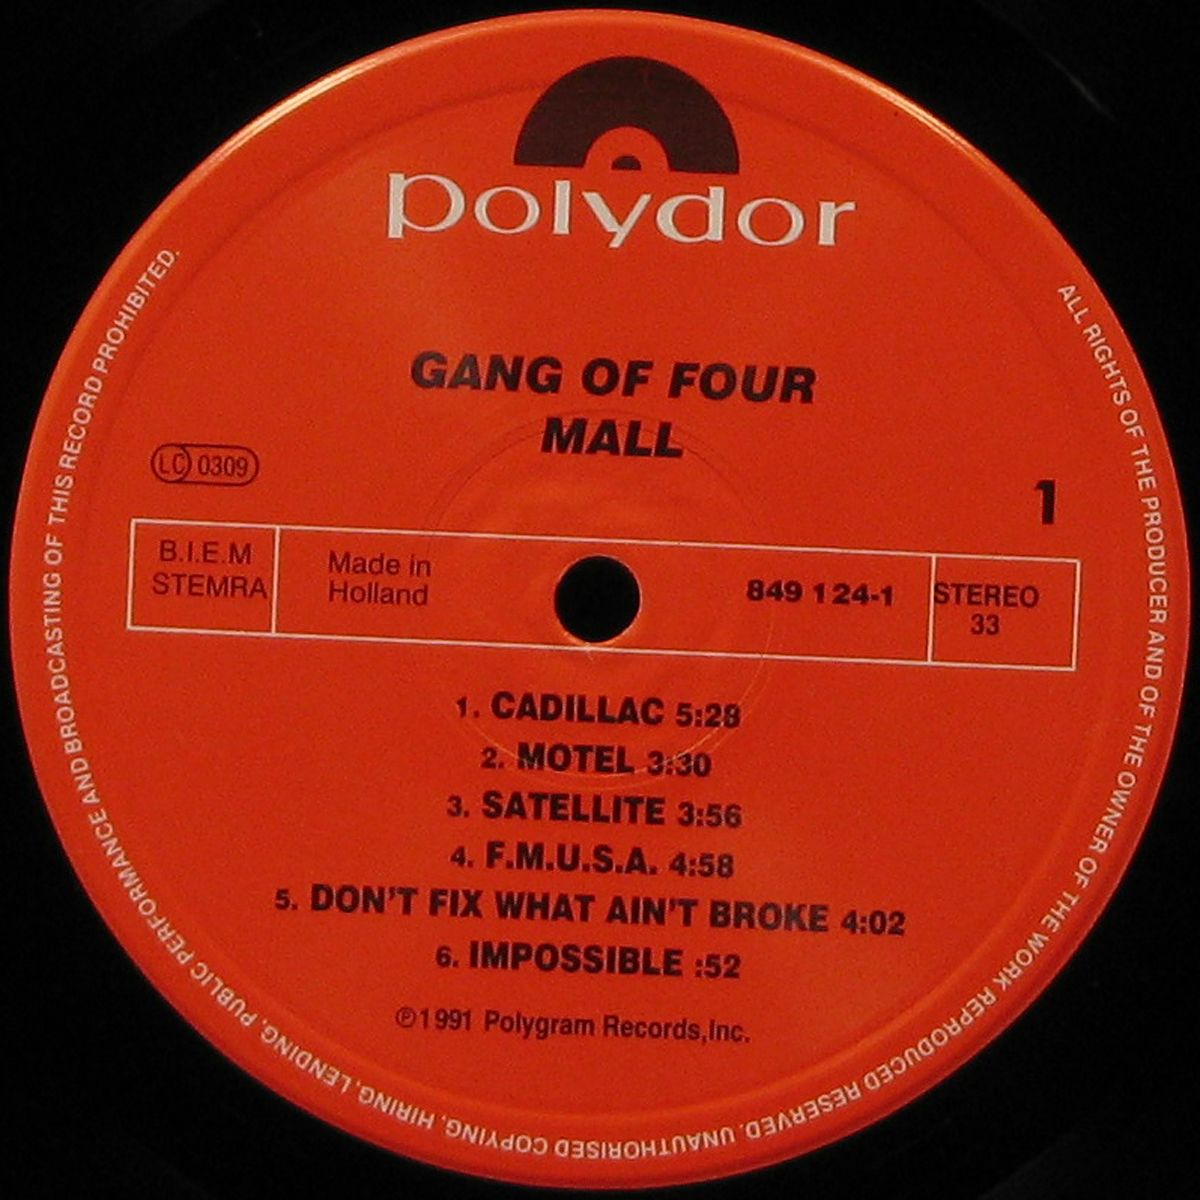 polydor
GANG OF FOUR
MALL
LC 0309
1
B.I.E.M
STEMRA
Made in
Holland
849 124-1
STEREO
33
1. CADILLAC 5:28
2. MOTEL 3:30
3. SATELLITE 3:56
4. F.M.U.S.A. 4:58
5. DON'T FIX WHAT AIN'T BROKE 4:02
6. IMPOSSIBLE :52
℗1991 Polygram Records,Inc.
ALL RIGHTS OF THE PRODUCER AND OF THE OWNER OF THE WORK REPRODUCED RESERVED. UNAUTHORISED COPYING, HIRING, LENDING, PUBLIC PERFORMANCE AND BROADCASTING OF THIS RECORD PROHIBITED.